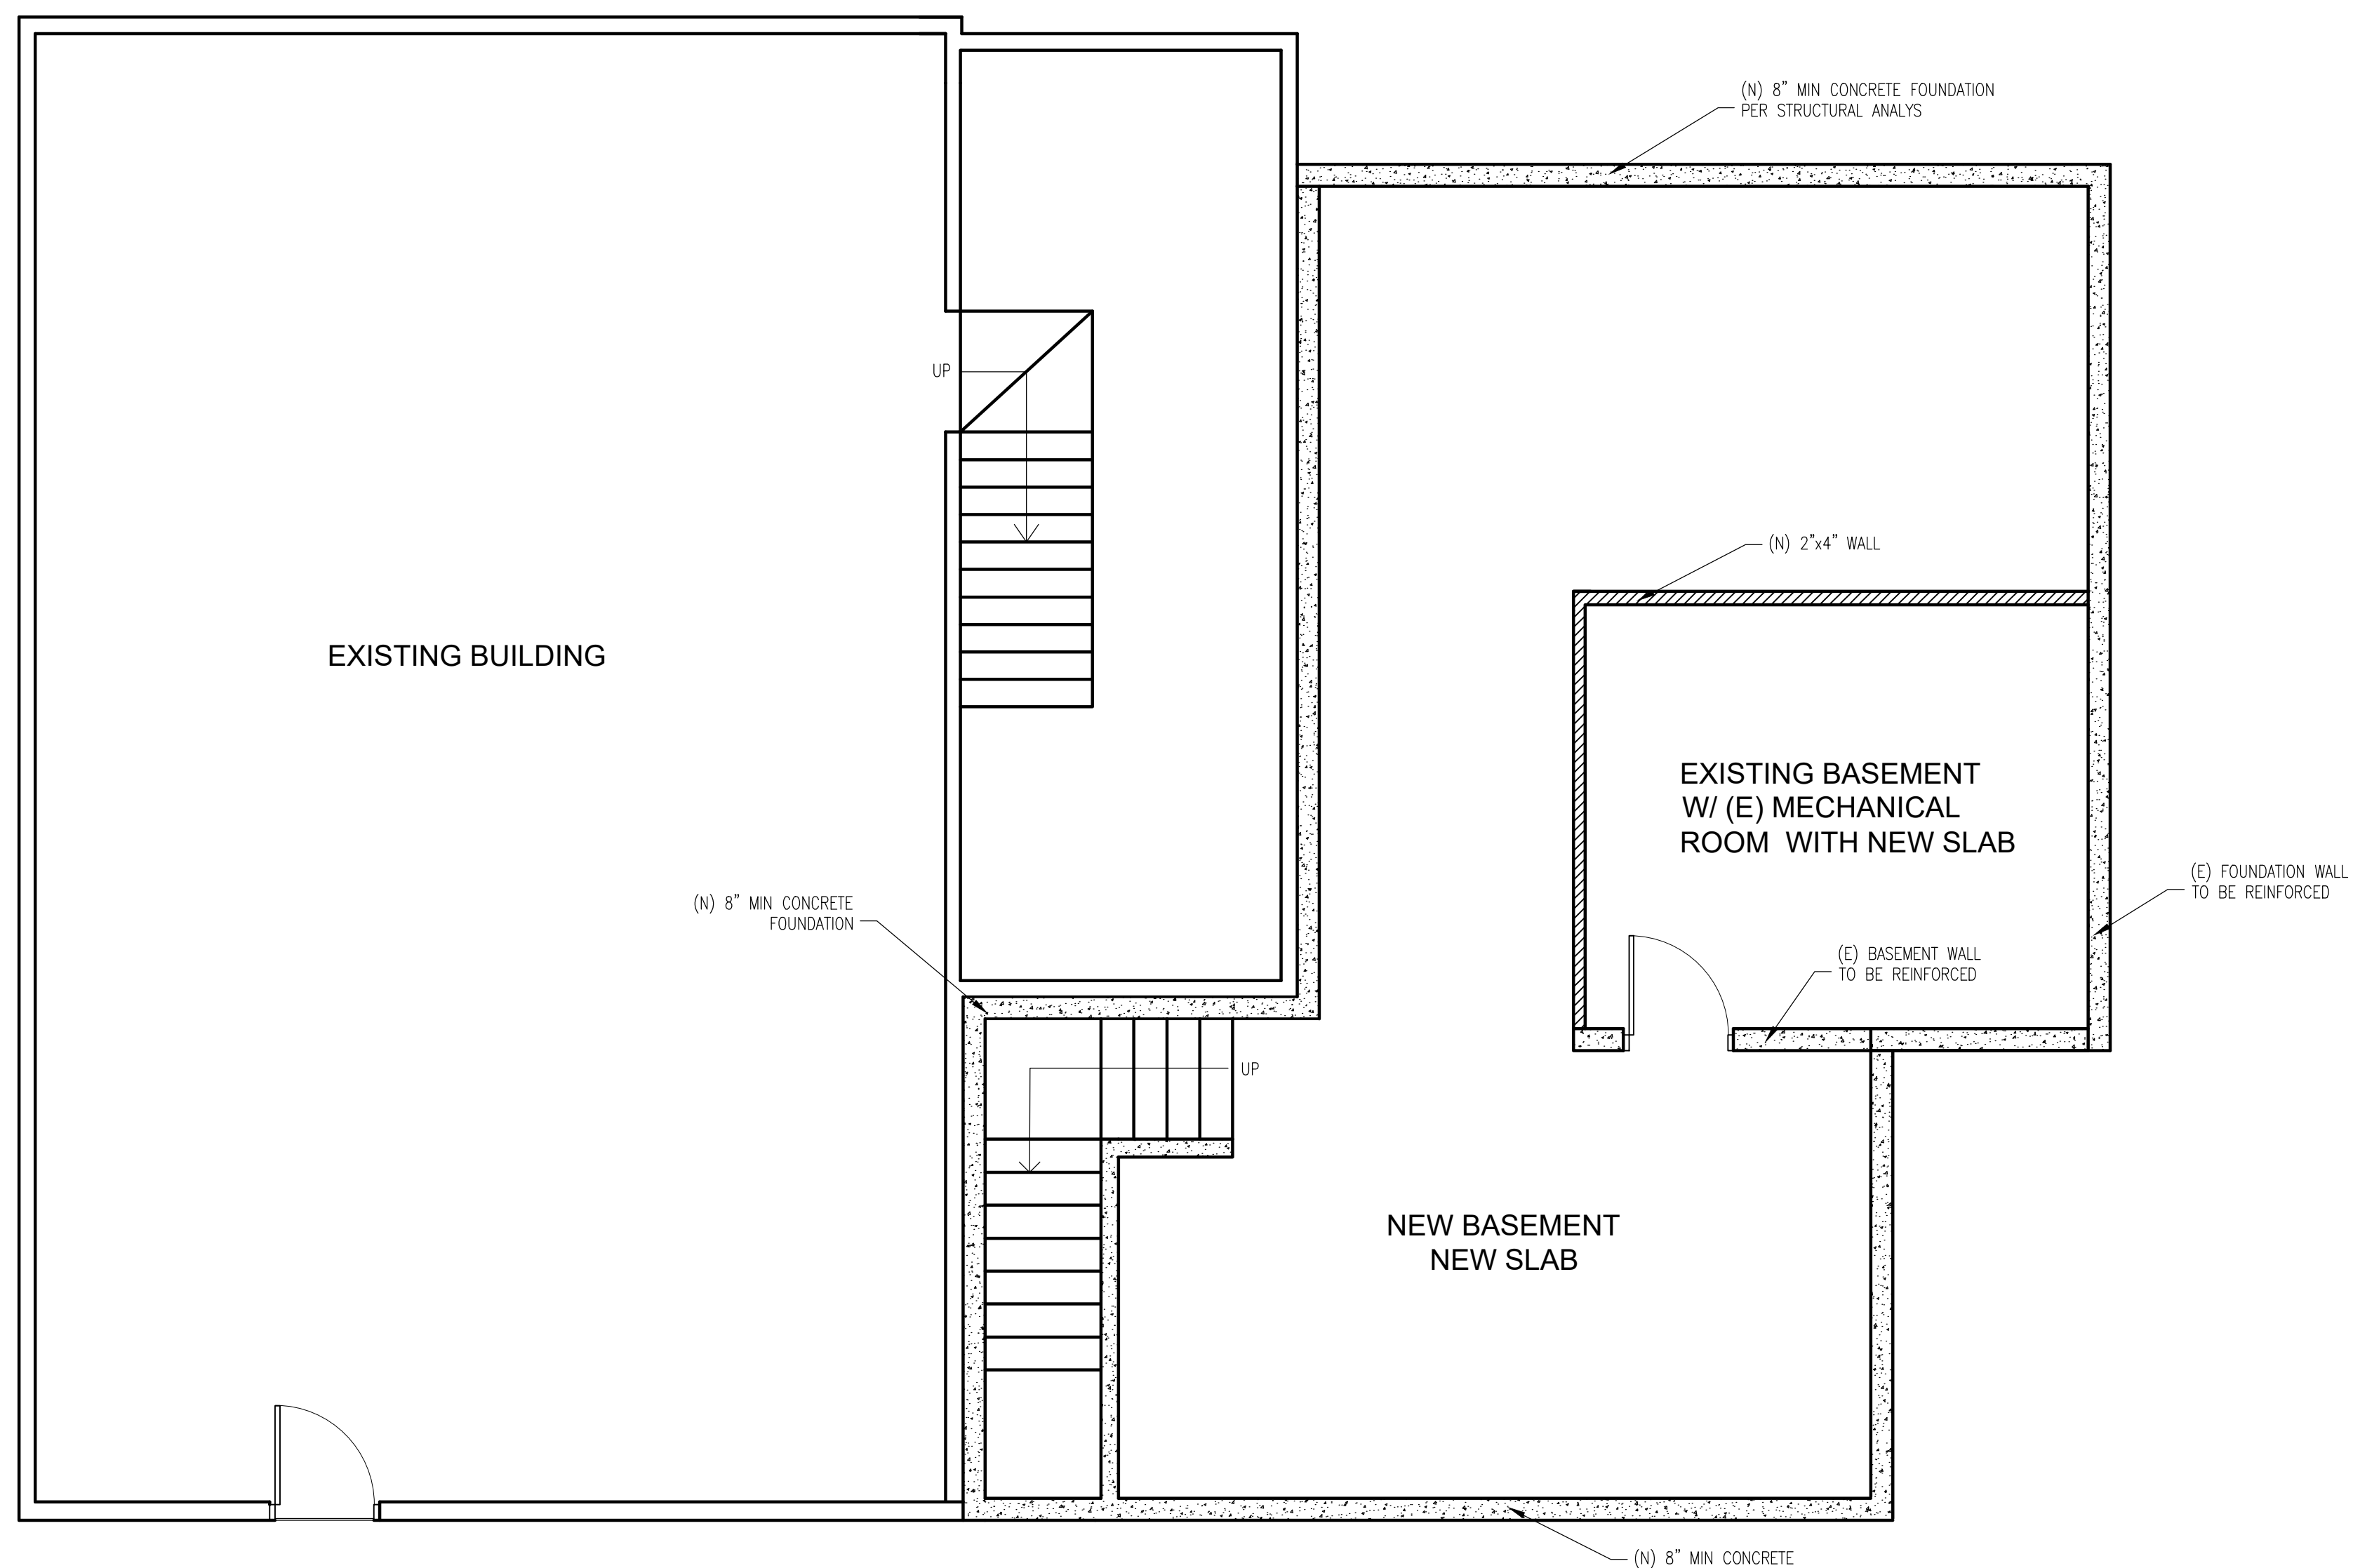 (N) 8” MIN CONCRETE FOUNDATION
PER STRUCTURAL ANALYS
UP
(N) 2”x4” WALL
EXISTING BUILDING
EXISTING BASEMENT
W/ (E) MECHANICAL
ROOM WITH NEW SLAB
(E) FOUNDATION WALL
TO BE REINFORCED
(N) 8” MIN CONCRETE
FOUNDATION
(E) BASEMENT WALL
TO BE REINFORCED
UP
NEW BASEMENT
NEW SLAB
(N) 8” MIN CONCRETE